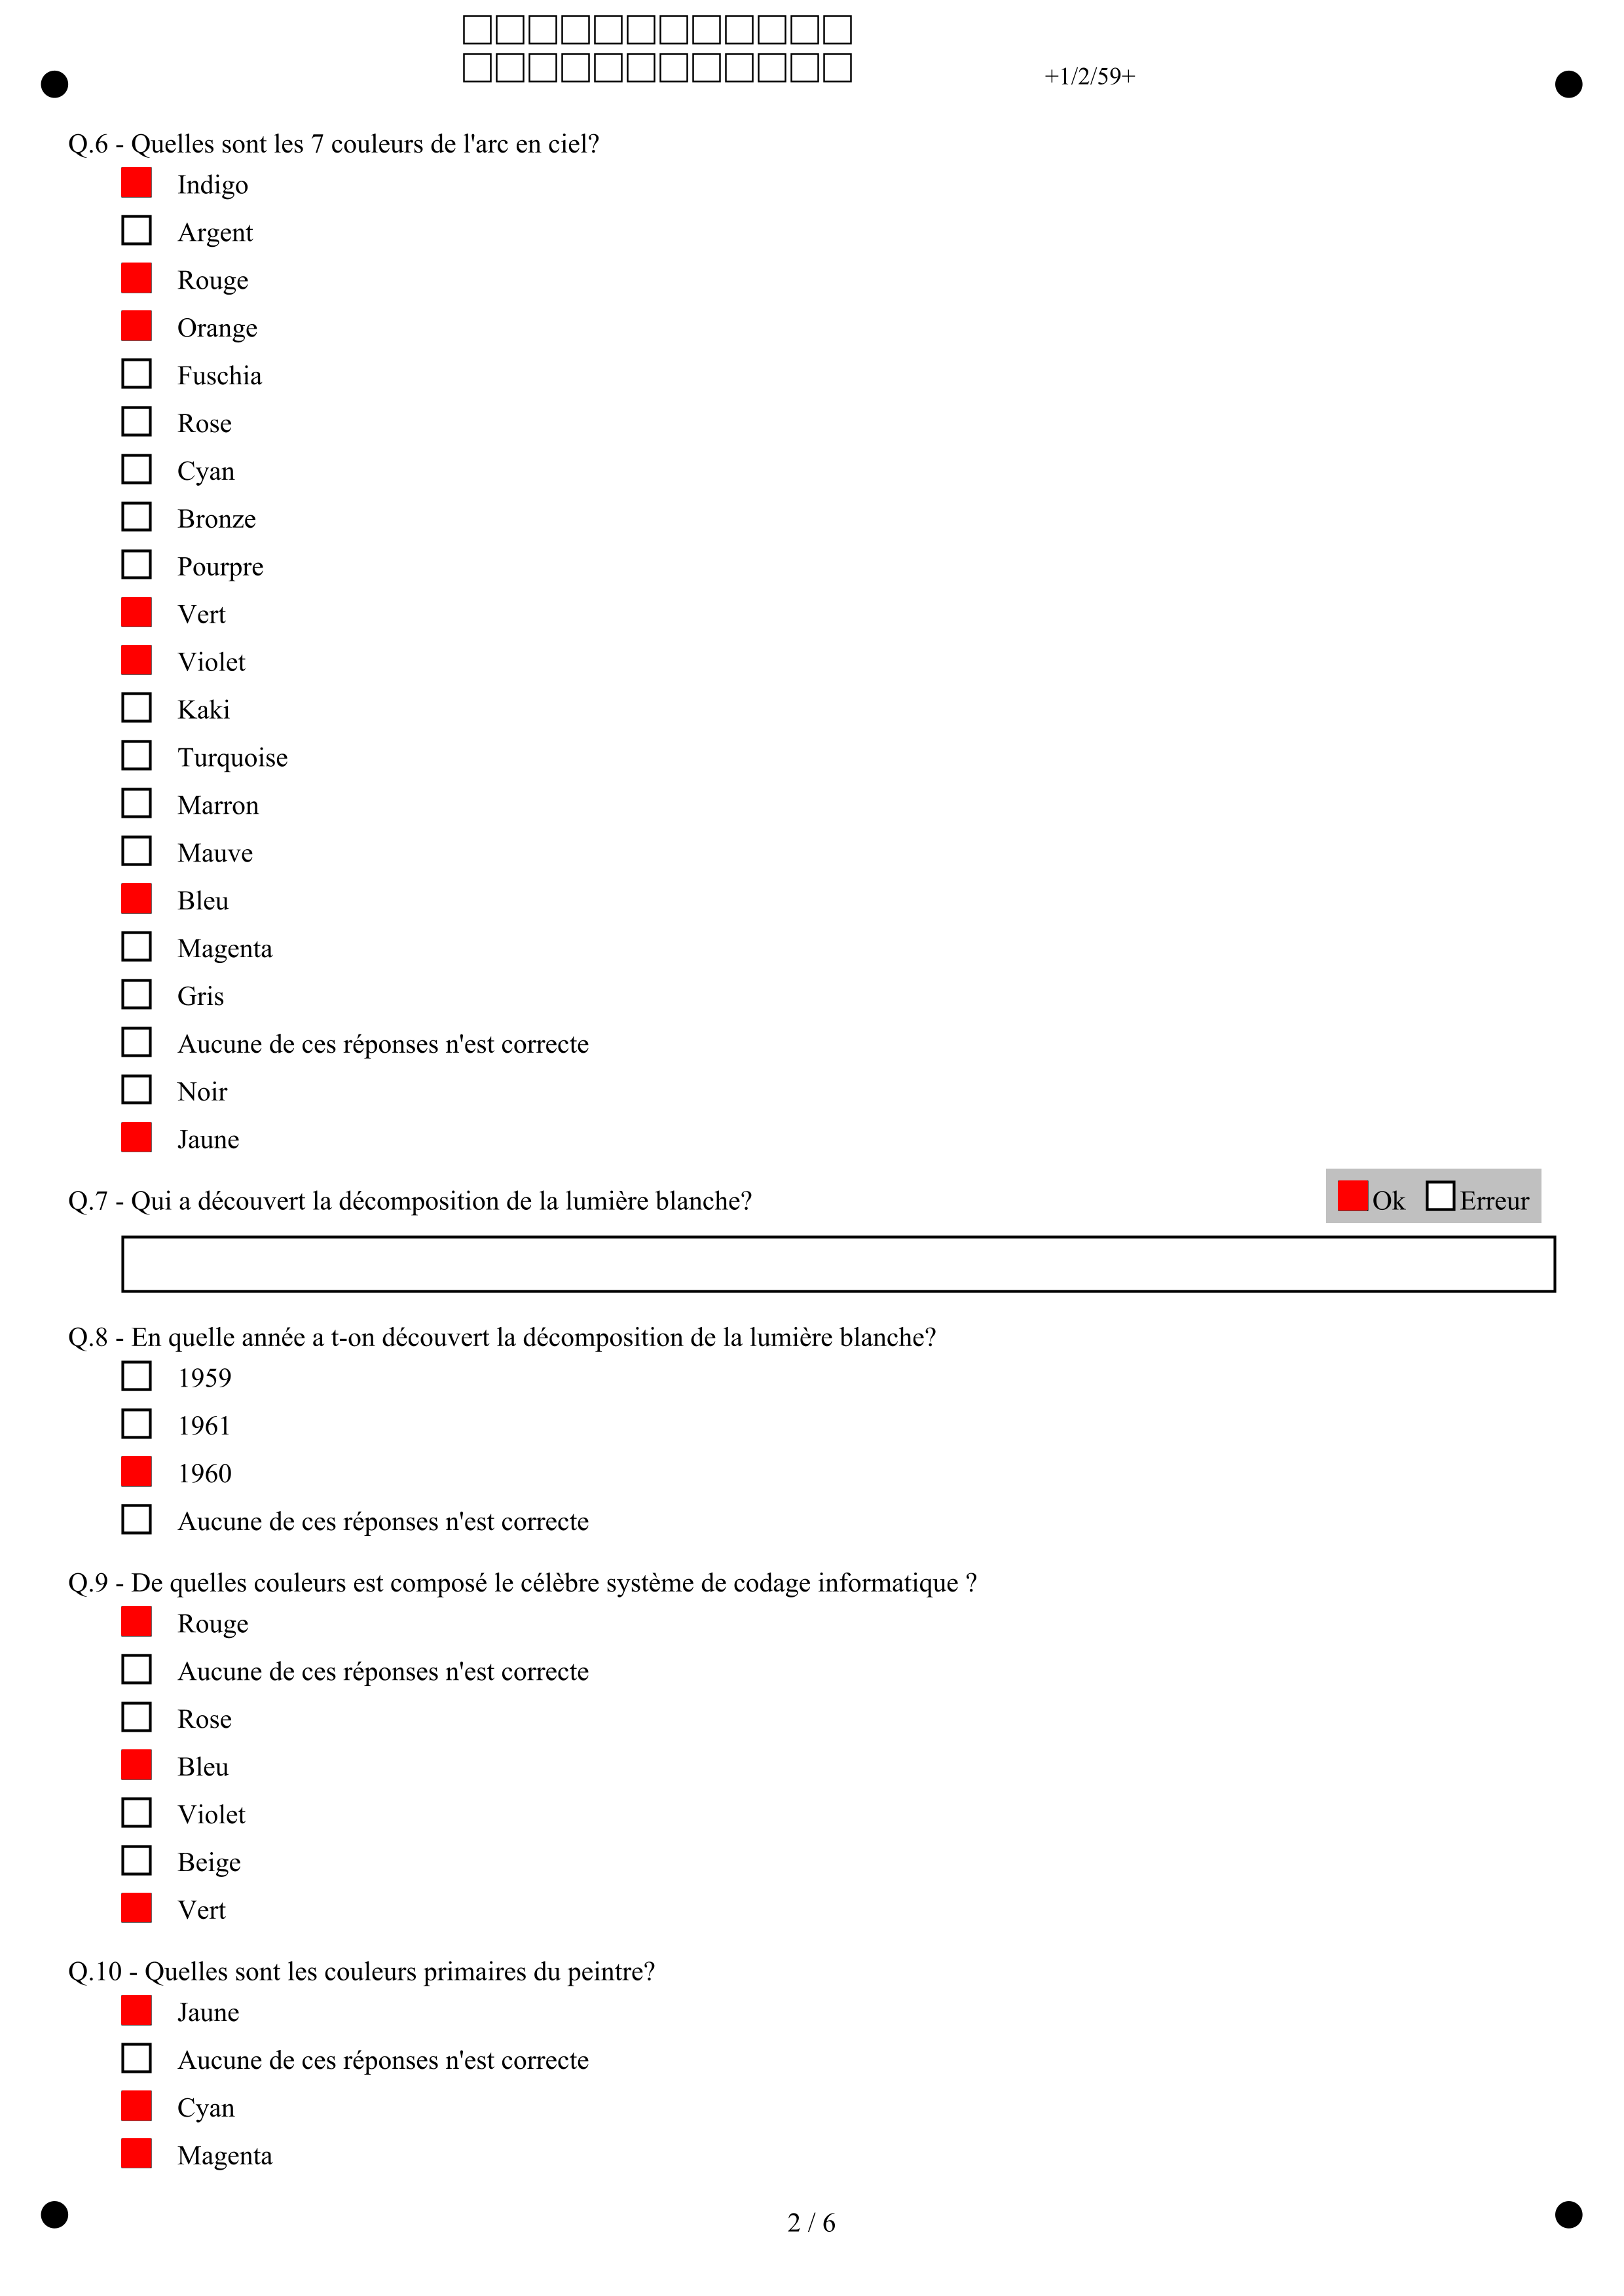 +1/2/59+
Q.6 - Quelles sont les 7 couleurs de l'arc en ciel?
Indigo
Argent
Rouge
Orange
Fuschia
Rose
Cyan
Bronze
Pourpre
Vert
Violet
Kaki
Turquoise
Marron
Mauve
Bleu
Magenta
Gris
Aucune de ces réponses n'est correcte
Noir
Jaune
Q.7 - Qui a découvert la décomposition de la lumière blanche?
Ok Erreur
Q.8 - En quelle année a t-on découvert la décomposition de la lumière blanche?
1959
1961
1960
Aucune de ces réponses n'est correcte
Q.9 - De quelles couleurs est composé le célèbre système de codage informatique ?
Rouge
Aucune de ces réponses n'est correcte
Rose
Bleu
Violet
Beige
Vert
Q.10 - Quelles sont les couleurs primaires du peintre?
Jaune
Aucune de ces réponses n'est correcte
Cyan
Magenta
2 / 6